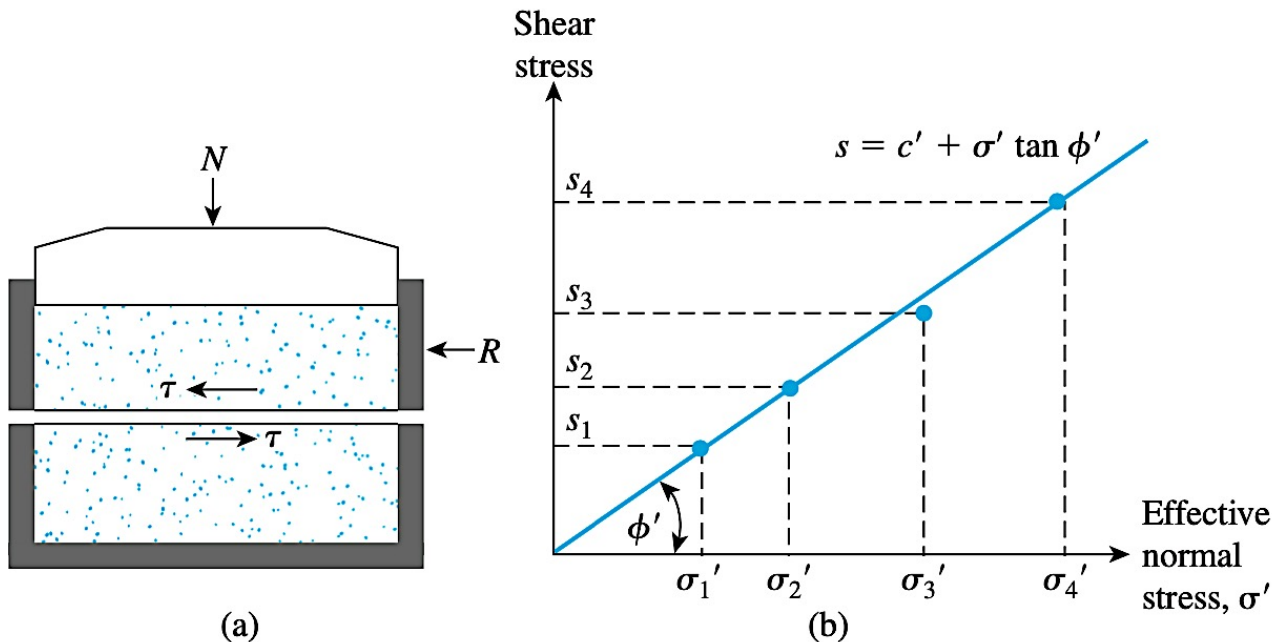 N
R
τ
τ
(a)
Shear
stress
s = c′ + σ′ tan ϕ′
s₄
s₃
s₂
s₁
ϕ′
σ₁′
σ₂′
σ₃′
σ₄′
Effective
normal
stress, σ′
(b)